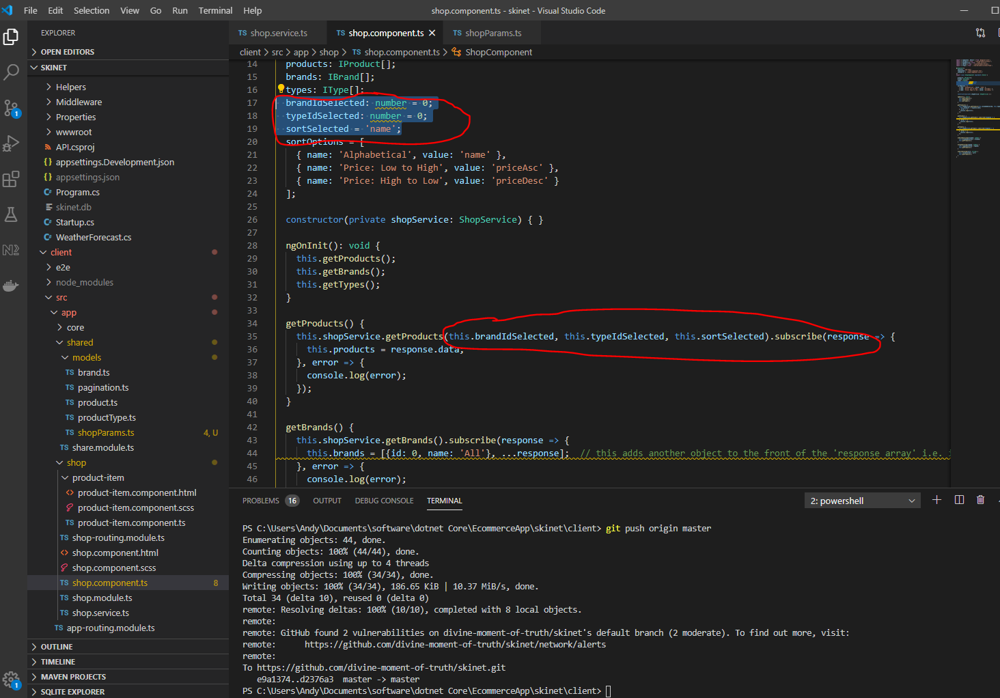 File Edit Selection View Go Run Terminal Help
shop.component.ts - skinet - Visual Studio Code
EXPLORER
OPEN EDITORS
SKINET
Helpers
Middleware
Properties
wwwroot
API.csproj
{} appsettings.Development.json
{} appsettings.json
C# Program.cs
skinet.db
C# Startup.cs
C# WeatherForecast.cs
client
e2e
node_modules
src
app
core
shared
models
TS brand.ts
TS pagination.ts
TS product.ts
TS productType.ts
TS shopParams.ts 4, U
TS share.module.ts
shop
product-item
<> product-item.component.html
product-item.component.scss
TS product-item.component.ts
TS shop-routing.module.ts
<> shop.component.html
shop.component.scss
TS shop.component.ts 8
TS shop.module.ts
TS shop.service.ts
TS app-routing.module.ts
OUTLINE
TIMELINE
MAVEN PROJECTS
SQLITE EXPLORER
1
1
TS shop.service.ts TS shop.component.ts TS shopParams.ts
client > src > app > shop > TS shop.component.ts > ShopComponent
14 products: IProduct[];
15 brands: IBrand[];
16 types: IType[];
17 brandIdSelected: number = 0;
18 typeIdSelected: number = 0;
19 sortSelected = 'name';
20 sortOptions = [
21 { name: 'Alphabetical', value: 'name' },
22 { name: 'Price: Low to High', value: 'priceAsc' },
23 { name: 'Price: High to Low', value: 'priceDesc' }
24 ];
25
26 constructor(private shopService: ShopService) { }
27
28 ngOnInit(): void {
29 this.getProducts();
30 this.getBrands();
31 this.getTypes();
32 }
33
34 getProducts() {
35 this.shopService.getProducts(this.brandIdSelected, this.typeIdSelected, this.sortSelected).subscribe(response => {
36 this.products = response.data;
37 }, error => {
38 console.log(error);
39 });
40 }
41
42 getBrands() {
43 this.shopService.getBrands().subscribe(response => {
44 this.brands = [{id: 0, name: 'All'}, ...response]; // this adds another object to the front of the 'response array' i.e.
45 }, error => {
46 console.log(error);
PROBLEMS 16 OUTPUT DEBUG CONSOLE TERMINAL 2: powershell
PS C:\Users\Andy\Documents\software\dotnet Core\EcommerceApp\skinet\client> git push origin master
Enumerating objects: 44, done.
Counting objects: 100% (44/44), done.
Delta compression using up to 4 threads
Compressing objects: 100% (34/34), done.
Writing objects: 100% (34/34), 186.65 KiB | 10.37 MiB/s, done.
Total 34 (delta 10), reused 0 (delta 0)
remote: Resolving deltas: 100% (10/10), completed with 8 local objects.
remote:
remote: GitHub found 2 vulnerabilities on divine-moment-of-truth/skinet's default branch (2 moderate). To find out more, visit:
remote: https://github.com/divine-moment-of-truth/skinet/network/alerts
remote:
To https://github.com/divine-moment-of-truth/skinet.git
e9a1374..d2376a3 master -> master
PS C:\Users\Andy\Documents\software\dotnet Core\EcommerceApp\skinet\client>